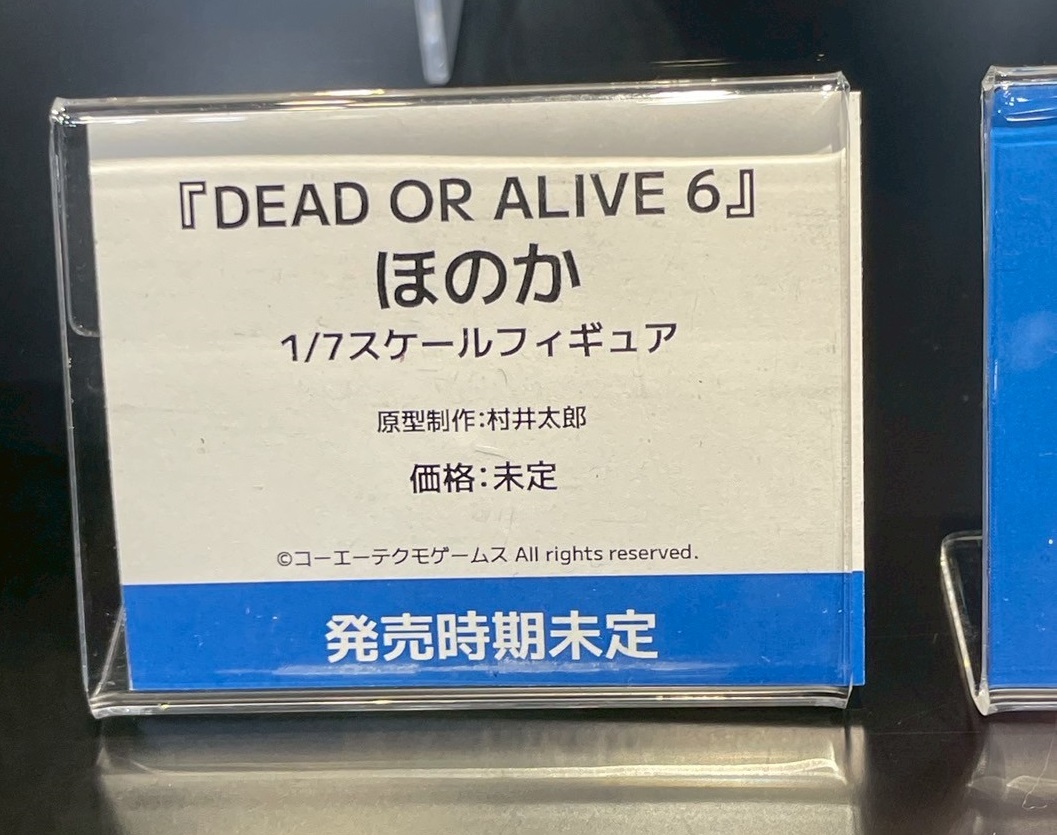 『DEAD OR ALIVE 6』
ほのか
1/7スケールフィギュア
原型制作:村井太郎
価格:未定
©コーエーテクモゲームス All rights reserved.
発売時期未定